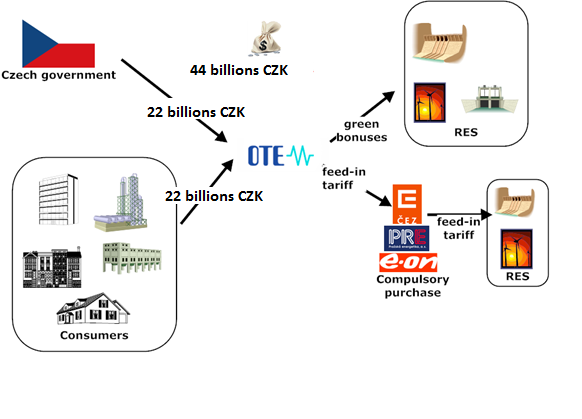 Czech government
44 billions CZK
22 billions CZK
OTE
green
bonuses
RES
22 billions CZK
feed-in
tariff
ČEZ
PRE
e·on
Compulsory
purchase
feed-in
tariff
RES
Consumers